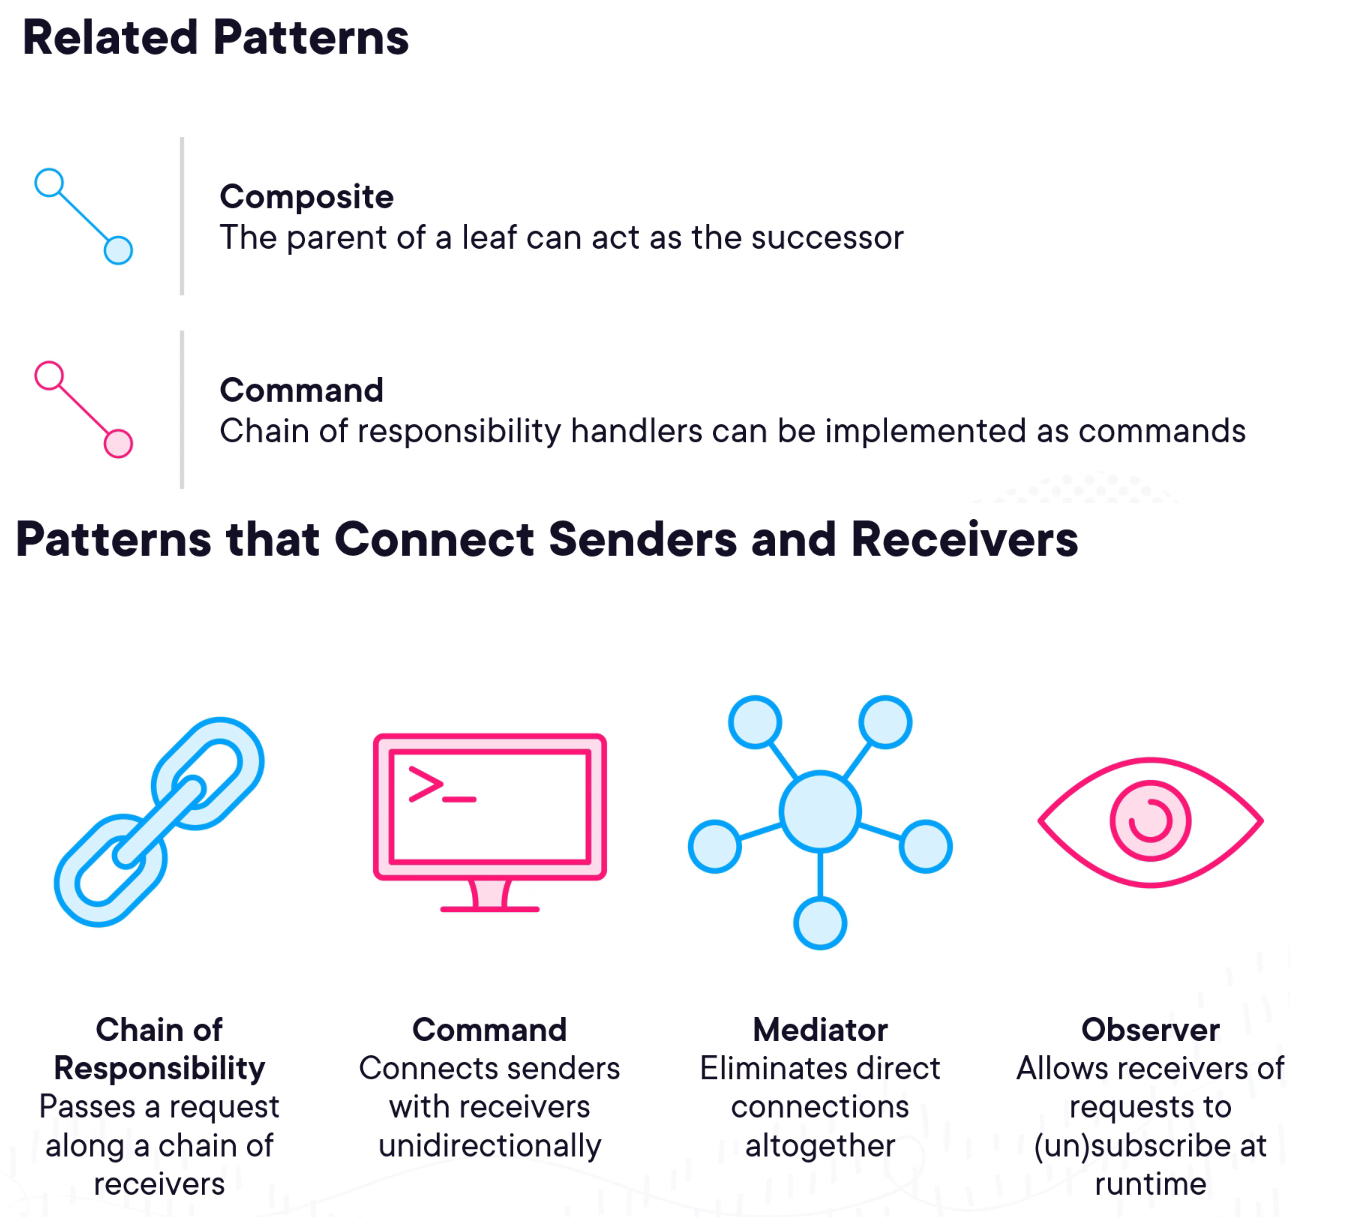 Related Patterns
Composite
The parent of a leaf can act as the successor
Command
Chain of responsibility handlers can be implemented as commands
Patterns that Connect Senders and Receivers
>_
Chain of
Responsibility
Passes a request
along a chain of
receivers
Command
Connects senders
with receivers
unidirectionally
Mediator
Eliminates direct
connections
altogether
Observer
Allows receivers of
requests to
(un)subscribe at
runtime